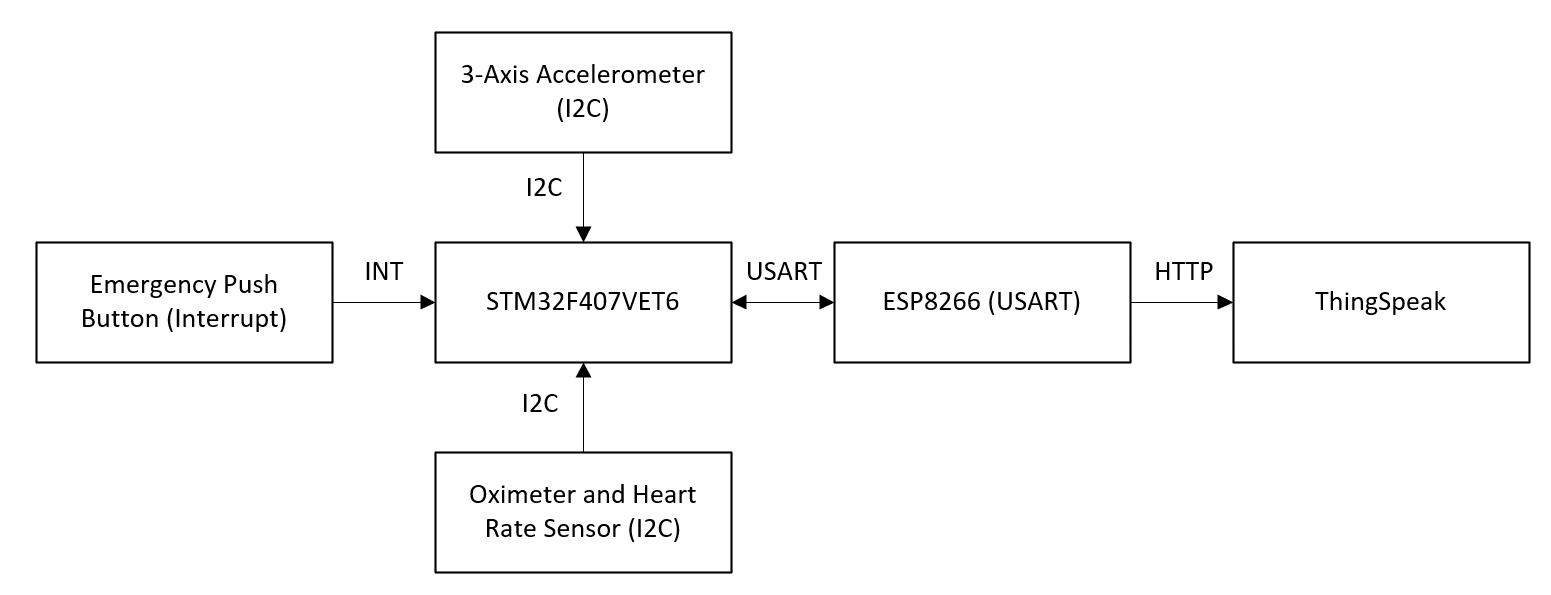 3-Axis Accelerometer
(I2C)
I2C
Emergency Push
Button (Interrupt)
INT
STM32F407VET6
USART
ESP8266 (USART)
HTTP
ThingSpeak
I2C
Oximeter and Heart
Rate Sensor (I2C)